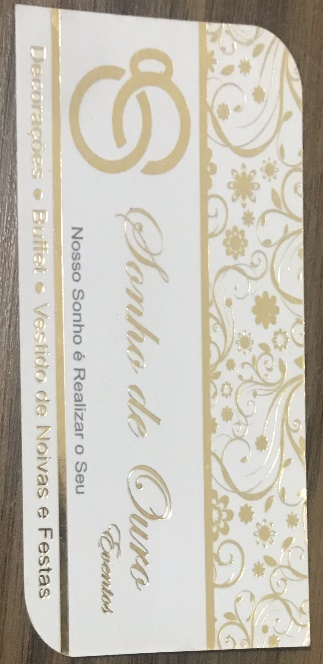 Sonho de Ouro
Eventos
Nosso Sonho é Realizar o Seu
Decorações • Buffet • Vestido de Noivas e Festas